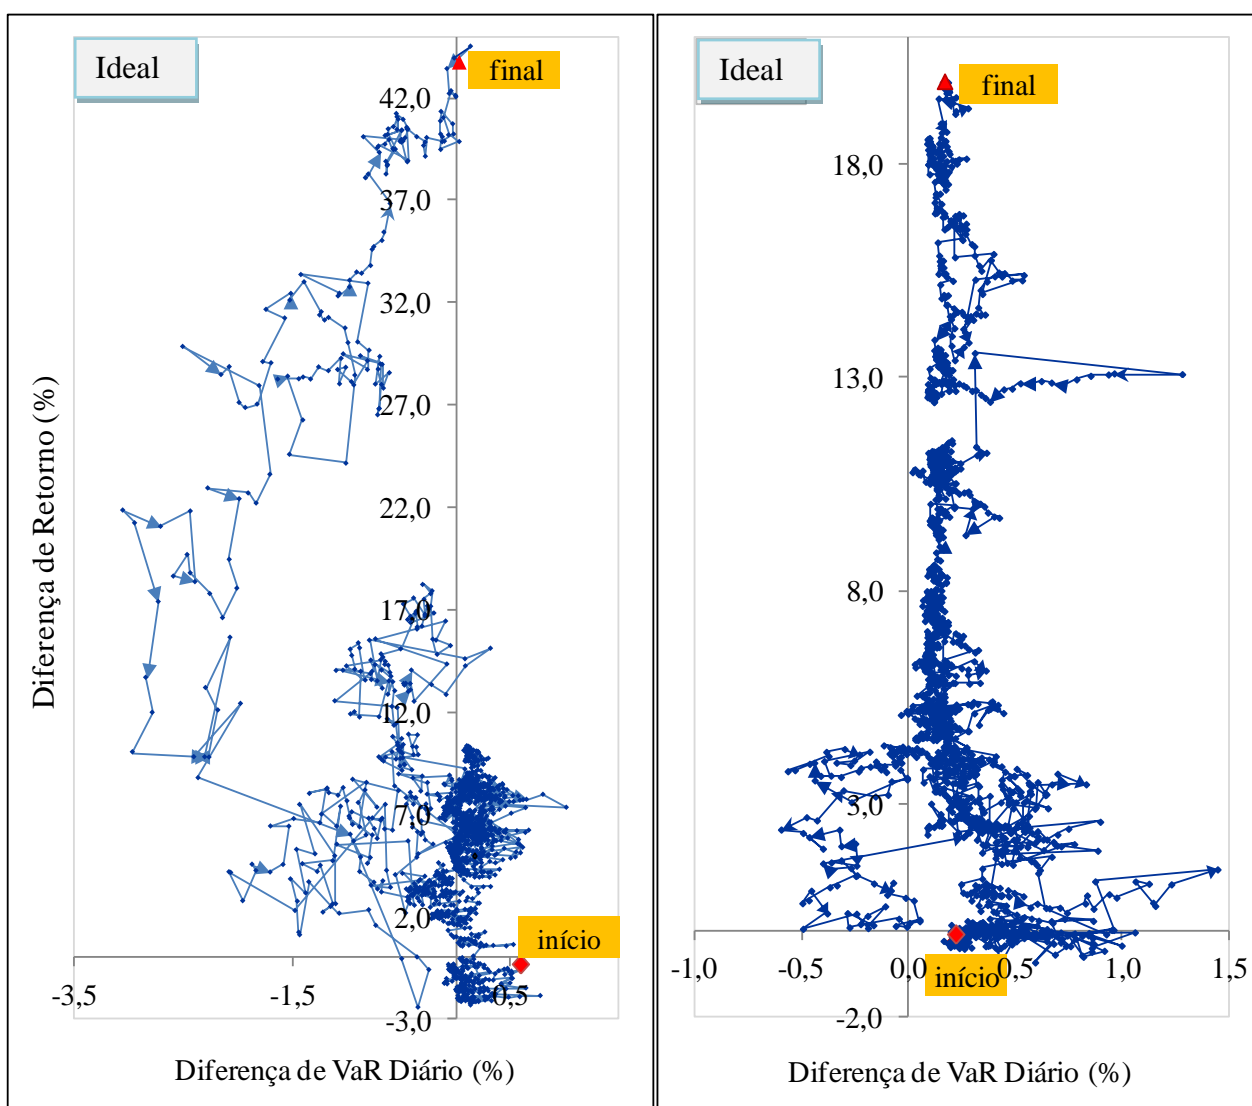 Ideal
final
42,0
37,0
32,0
27,0
22,0
17,0
12,0
7,0
2,0
início
-3,5
-1,5
0,5
-3,0
Diferença de Retorno (%)
Diferença de VaR Diário (%)
Ideal
final
18,0
13,0
8,0
3,0
-1,0
-0,5
0,0
0,5
1,0
1,5
início
-2,0
Diferença de VaR Diário (%)